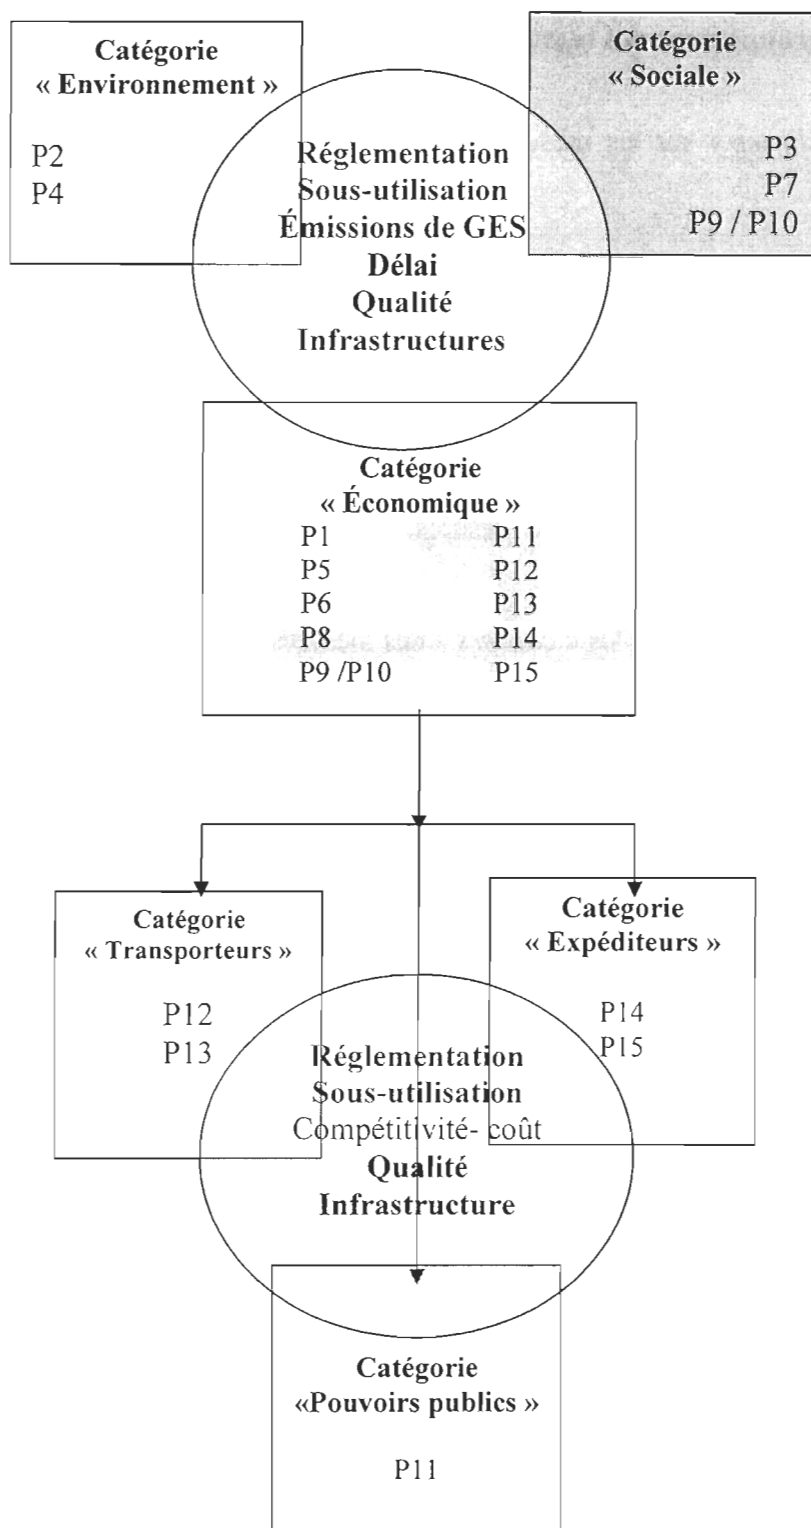 Catégorie
« Environnement »
P2
P4
Catégorie
« Sociale »
P3
P7
P9 / P10
Réglementation
Sous-utilisation
Émissions de GES
Délai
Qualité
Infrastructures
Catégorie
« Économique »
P1
P5
P6
P8
P9 /P10
P11
P12
P13
P14
P15
Catégorie
« Transporteurs »
P12
P13
Catégorie
« Expéditeurs »
P14
P15
Réglementation
Sous-utilisation
Compétitivité- coût
Qualité
Infrastructure
Catégorie
«Pouvoirs publics »
P11